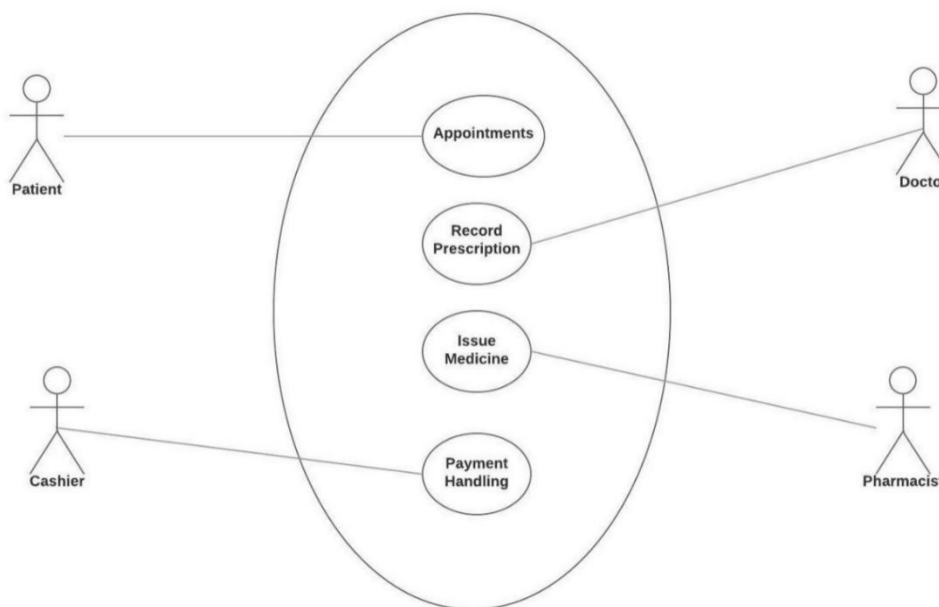 Appointments
Patient
Docto
Record
Prescription
Issue
Medicine
Payment
Handling
Cashier
Pharmacis